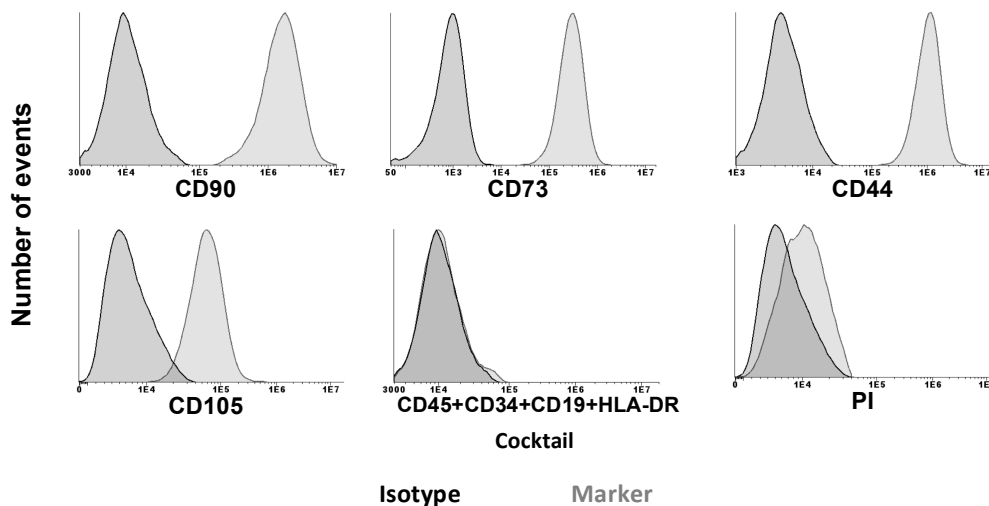 Number of events
3000 1E4 1E5 1E6 1E7
CD90
50 1E3 1E4 1E5 1E6 1E7
CD73
1E3 1E4 1E5 1E6 1E7
CD44
0 1E4 1E5 1E6
CD105
3000 1E4 1E5 1E6 1E7
CD45+CD34+CD19+HLA-DR
Cocktail
0 1E4 1E5 1E6
PI
Isotype Marker